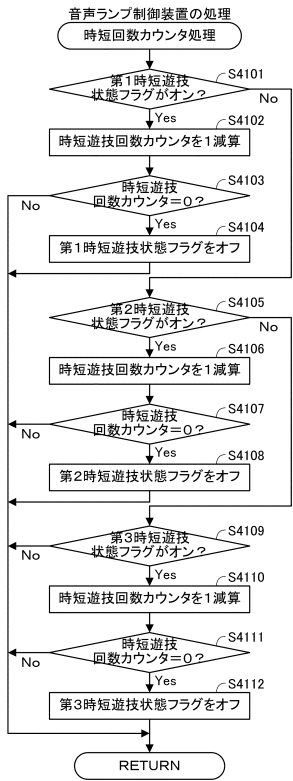 音声ランプ制御装置の処理
時短回数カウンタ処理
S4101
第1時短遊技
状態フラグがオン?
No
Yes
S4102
時短遊技回数カウンタを1減算
S4103
時短遊技
回数カウンタ=0?
No
Yes
S4104
第1時短遊技状態フラグをオフ
S4105
第2時短遊技
状態フラグがオン?
No
Yes
S4106
時短遊技回数カウンタを1減算
S4107
時短遊技
回数カウンタ=0?
No
Yes
S4108
第2時短遊技状態フラグをオフ
S4109
第3時短遊技
状態フラグがオン?
No
Yes
S4110
時短遊技回数カウンタを1減算
S4111
時短遊技
回数カウンタ=0?
No
Yes
S4112
第3時短遊技状態フラグをオフ
RETURN